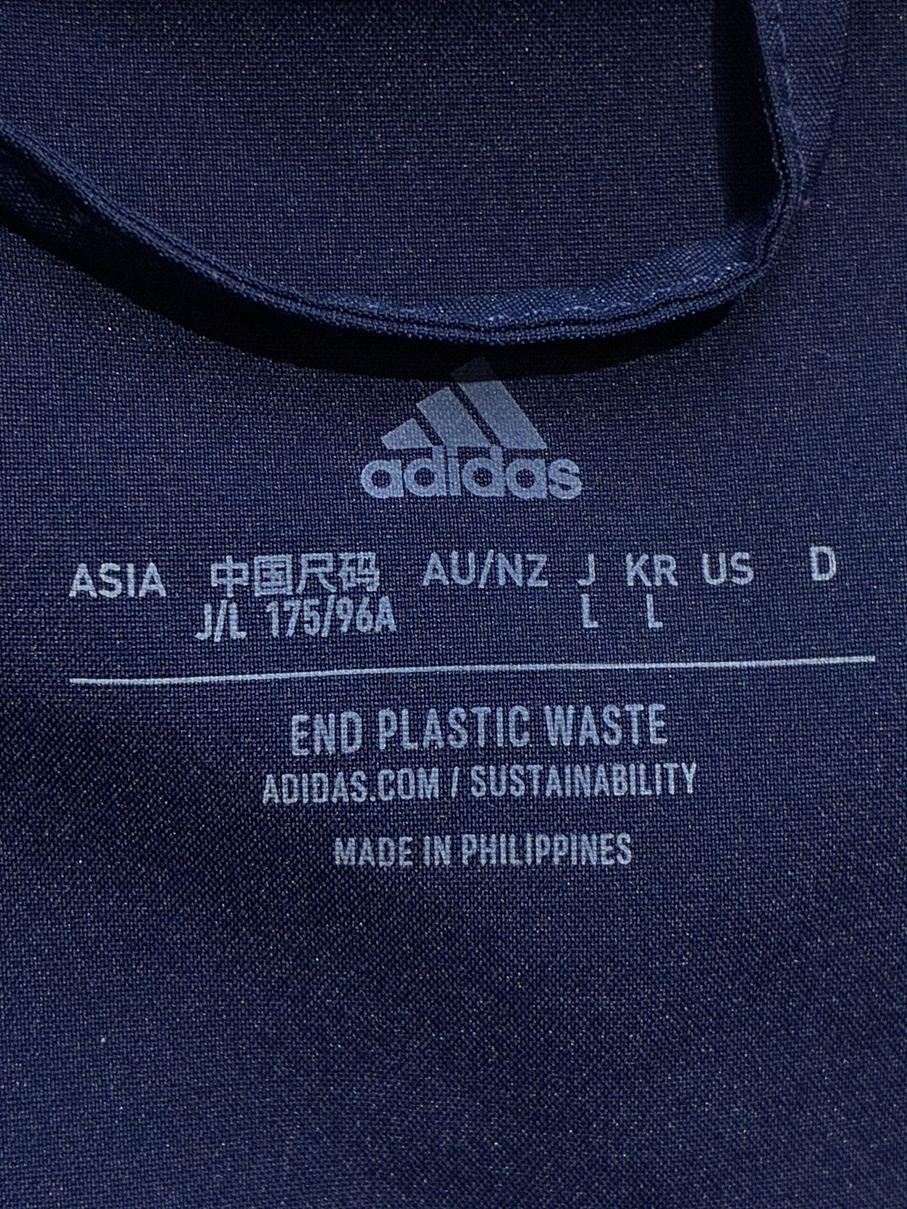 adidas
ASIA 中国尺码 AU/NZ J KR US D
J/L 175/96A L L
END PLASTIC WASTE
ADIDAS.COM / SUSTAINABILITY
MADE IN PHILIPPINES